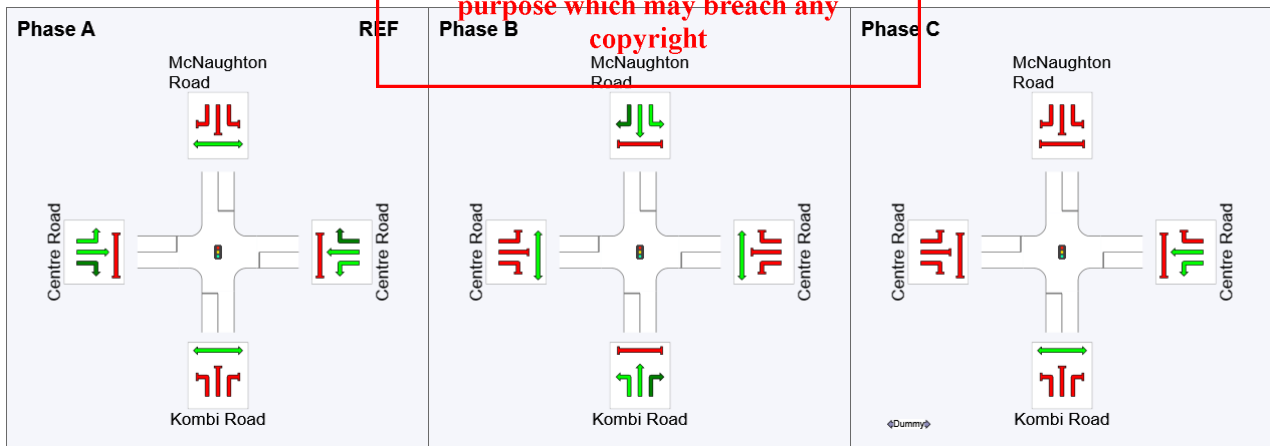 purpose which may breach any
copyright
Phase A
REF
McNaughton
Road
Centre Road
Centre Road
Kombi Road
Phase B
McNaughton
Road
Centre Road
Centre Road
Kombi Road
Phase C
McNaughton
Road
Centre Road
Centre Road
Dummy
Kombi Road